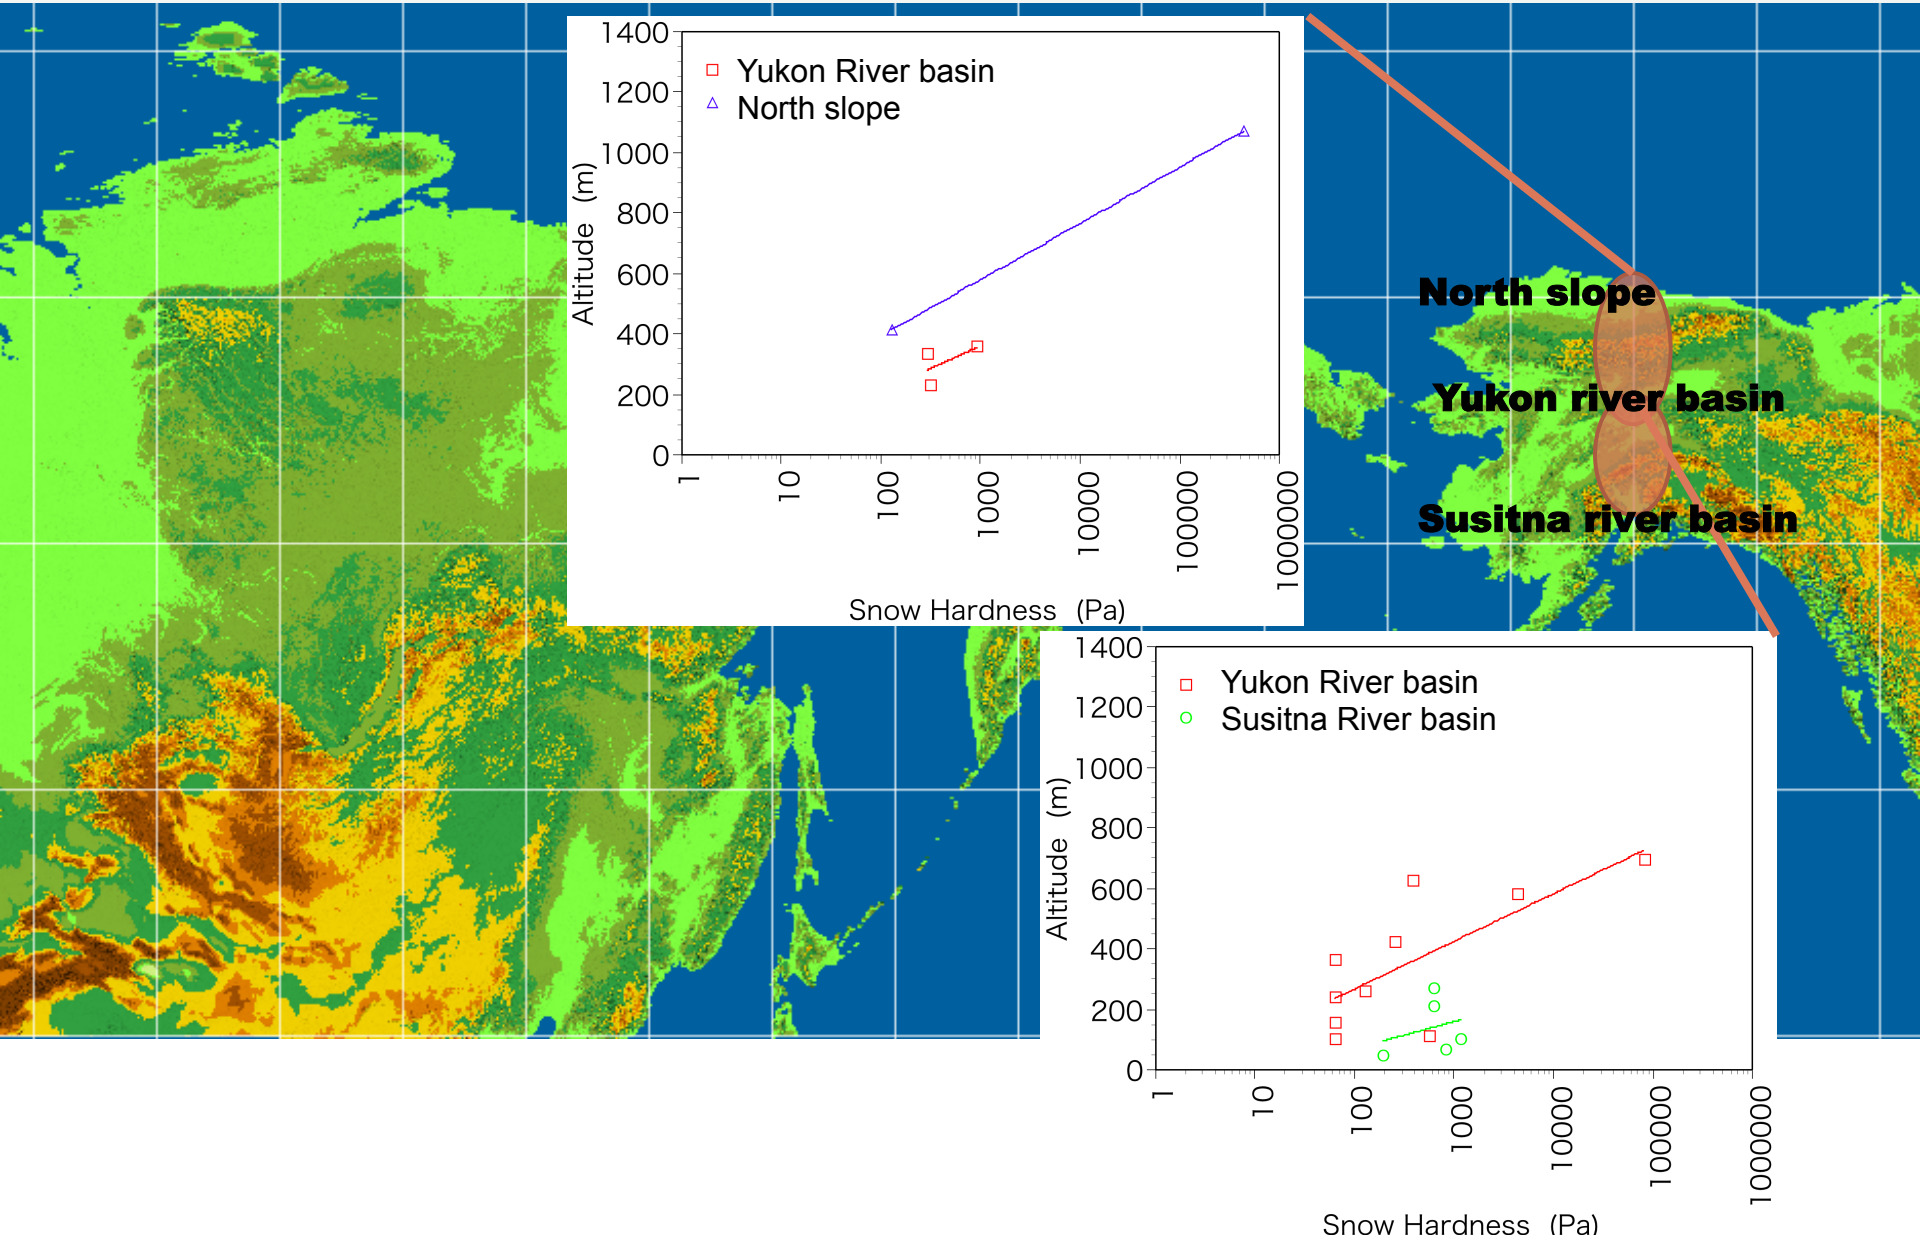 1400
Yukon River basin
1200
North slope
1000
800
600
400
200
0
Altitude (m)
1
10
100
1000
10000
100000
1000000
Snow Hardness (Pa)
North slope
Yukon river basin
Susitna river basin
1400
Yukon River basin
1200
Susitna River basin
1000
800
600
400
200
0
Altitude (m)
1
10
100
1000
10000
100000
1000000
Snow Hardness (Pa)